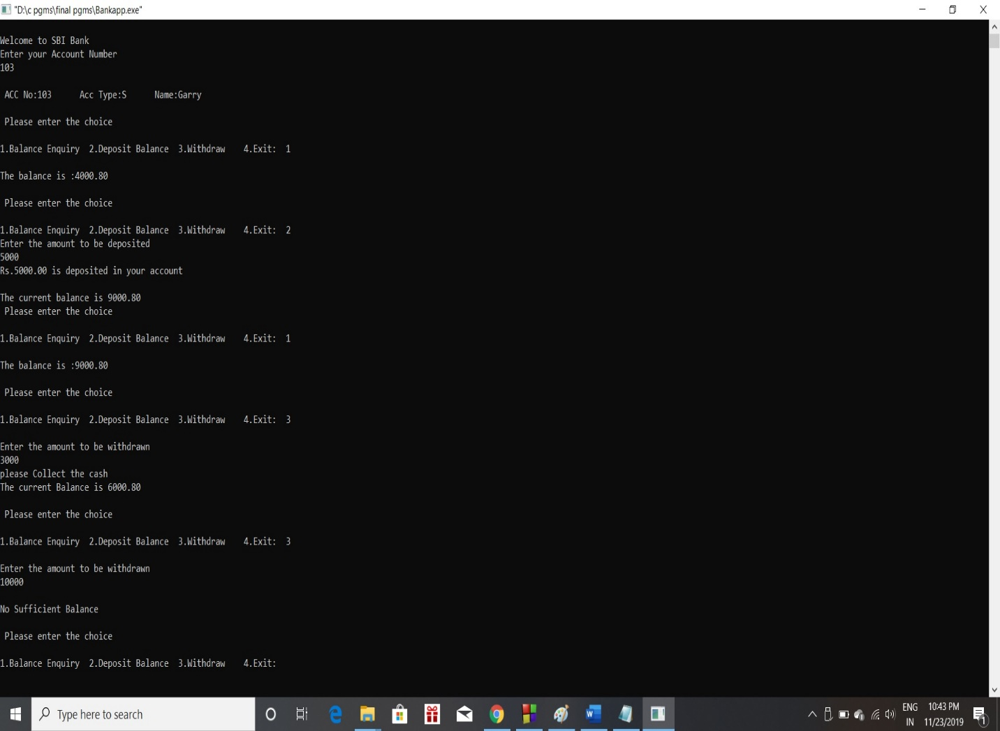 "D:\c pgms\final pgms\Bankapp.exe"
Welcome to SBI Bank
Enter your Account Number
103
ACC No:103 Acc Type:S Name:Garry
Please enter the choice
1.Balance Enquiry 2.Deposit Balance 3.Withdraw 4.Exit: 1
The balance is :4000.80
Please enter the choice
1.Balance Enquiry 2.Deposit Balance 3.Withdraw 4.Exit: 2
Enter the amount to be deposited
5000
Rs.5000.00 is deposited in your account
The current balance is 9000.80
Please enter the choice
1.Balance Enquiry 2.Deposit Balance 3.Withdraw 4.Exit: 1
The balance is :9000.80
Please enter the choice
1.Balance Enquiry 2.Deposit Balance 3.Withdraw 4.Exit: 3
Enter the amount to be withdrawn
3000
please Collect the cash
The current Balance is 6000.80
Please enter the choice
1.Balance Enquiry 2.Deposit Balance 3.Withdraw 4.Exit: 3
Enter the amount to be withdrawn
10000
No Sufficient Balance
Please enter the choice
1.Balance Enquiry 2.Deposit Balance 3.Withdraw 4.Exit:
Type here to search
ENG 10:43 PM
IN 11/23/2019
1